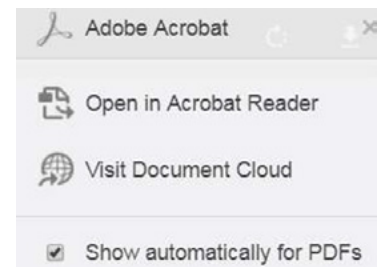 Adobe Acrobat
Open in Acrobat Reader
Visit Document Cloud
Show automatically for PDFs